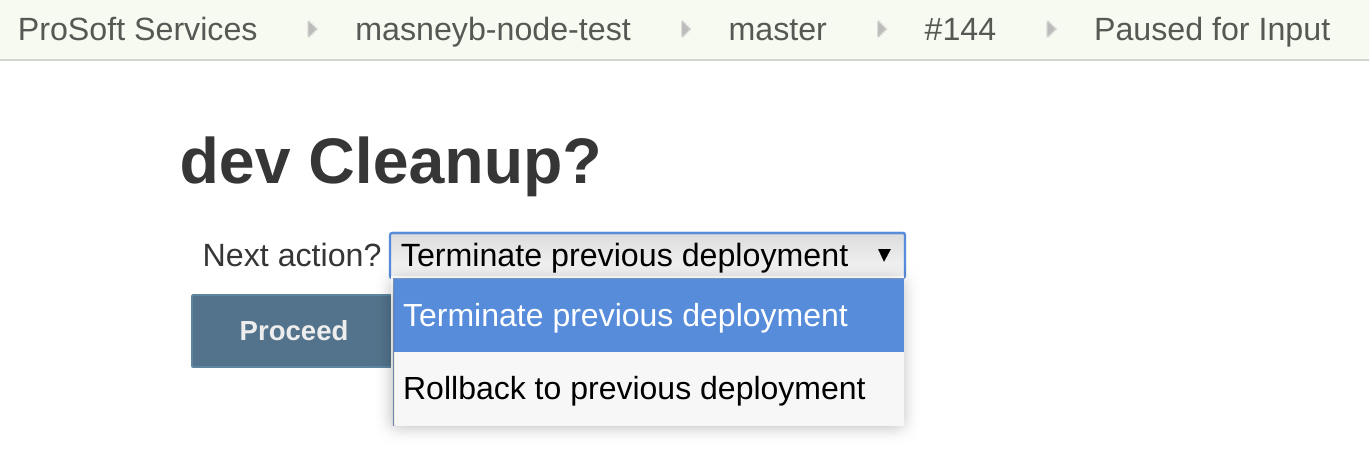 ProSoft Services masneyb-node-test master #144 Paused for Input
dev Cleanup?
Next action? Terminate previous deployment
Terminate previous deployment
Proceed
Rollback to previous deployment